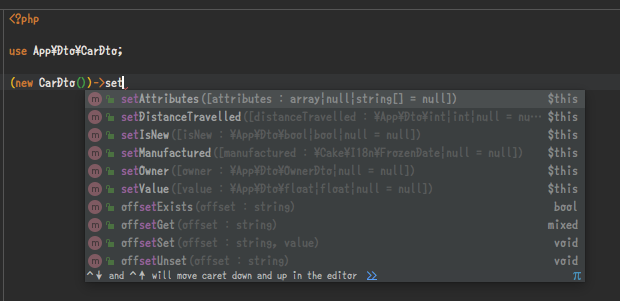 <?php
use App¥Dto¥CarDto;
(new CarDto())->set
m setAttributes([attributes : array|null|string[] = null]) $this
m setDistanceTravelled([distanceTravelled : ¥App¥Dto¥int|int|null = nu… $this
m setIsNew([isNew : ¥App¥Dto¥bool|bool|null = null]) $this
m setManufactured([manufactured : ¥Cake¥I18n¥FrozenDate|null = null]) $this
m setOwner([owner : ¥App¥Dto¥OwnerDto|null = null]) $this
m setValue([value : ¥App¥Dto¥float|float|null = null]) $this
m offsetExists(offset : string) bool
m offsetGet(offset : string) mixed
m offsetSet(offset : string, value) void
m offsetUnset(offset : string) void
^↓ and ^↑ will move caret down and up in the editor >> π